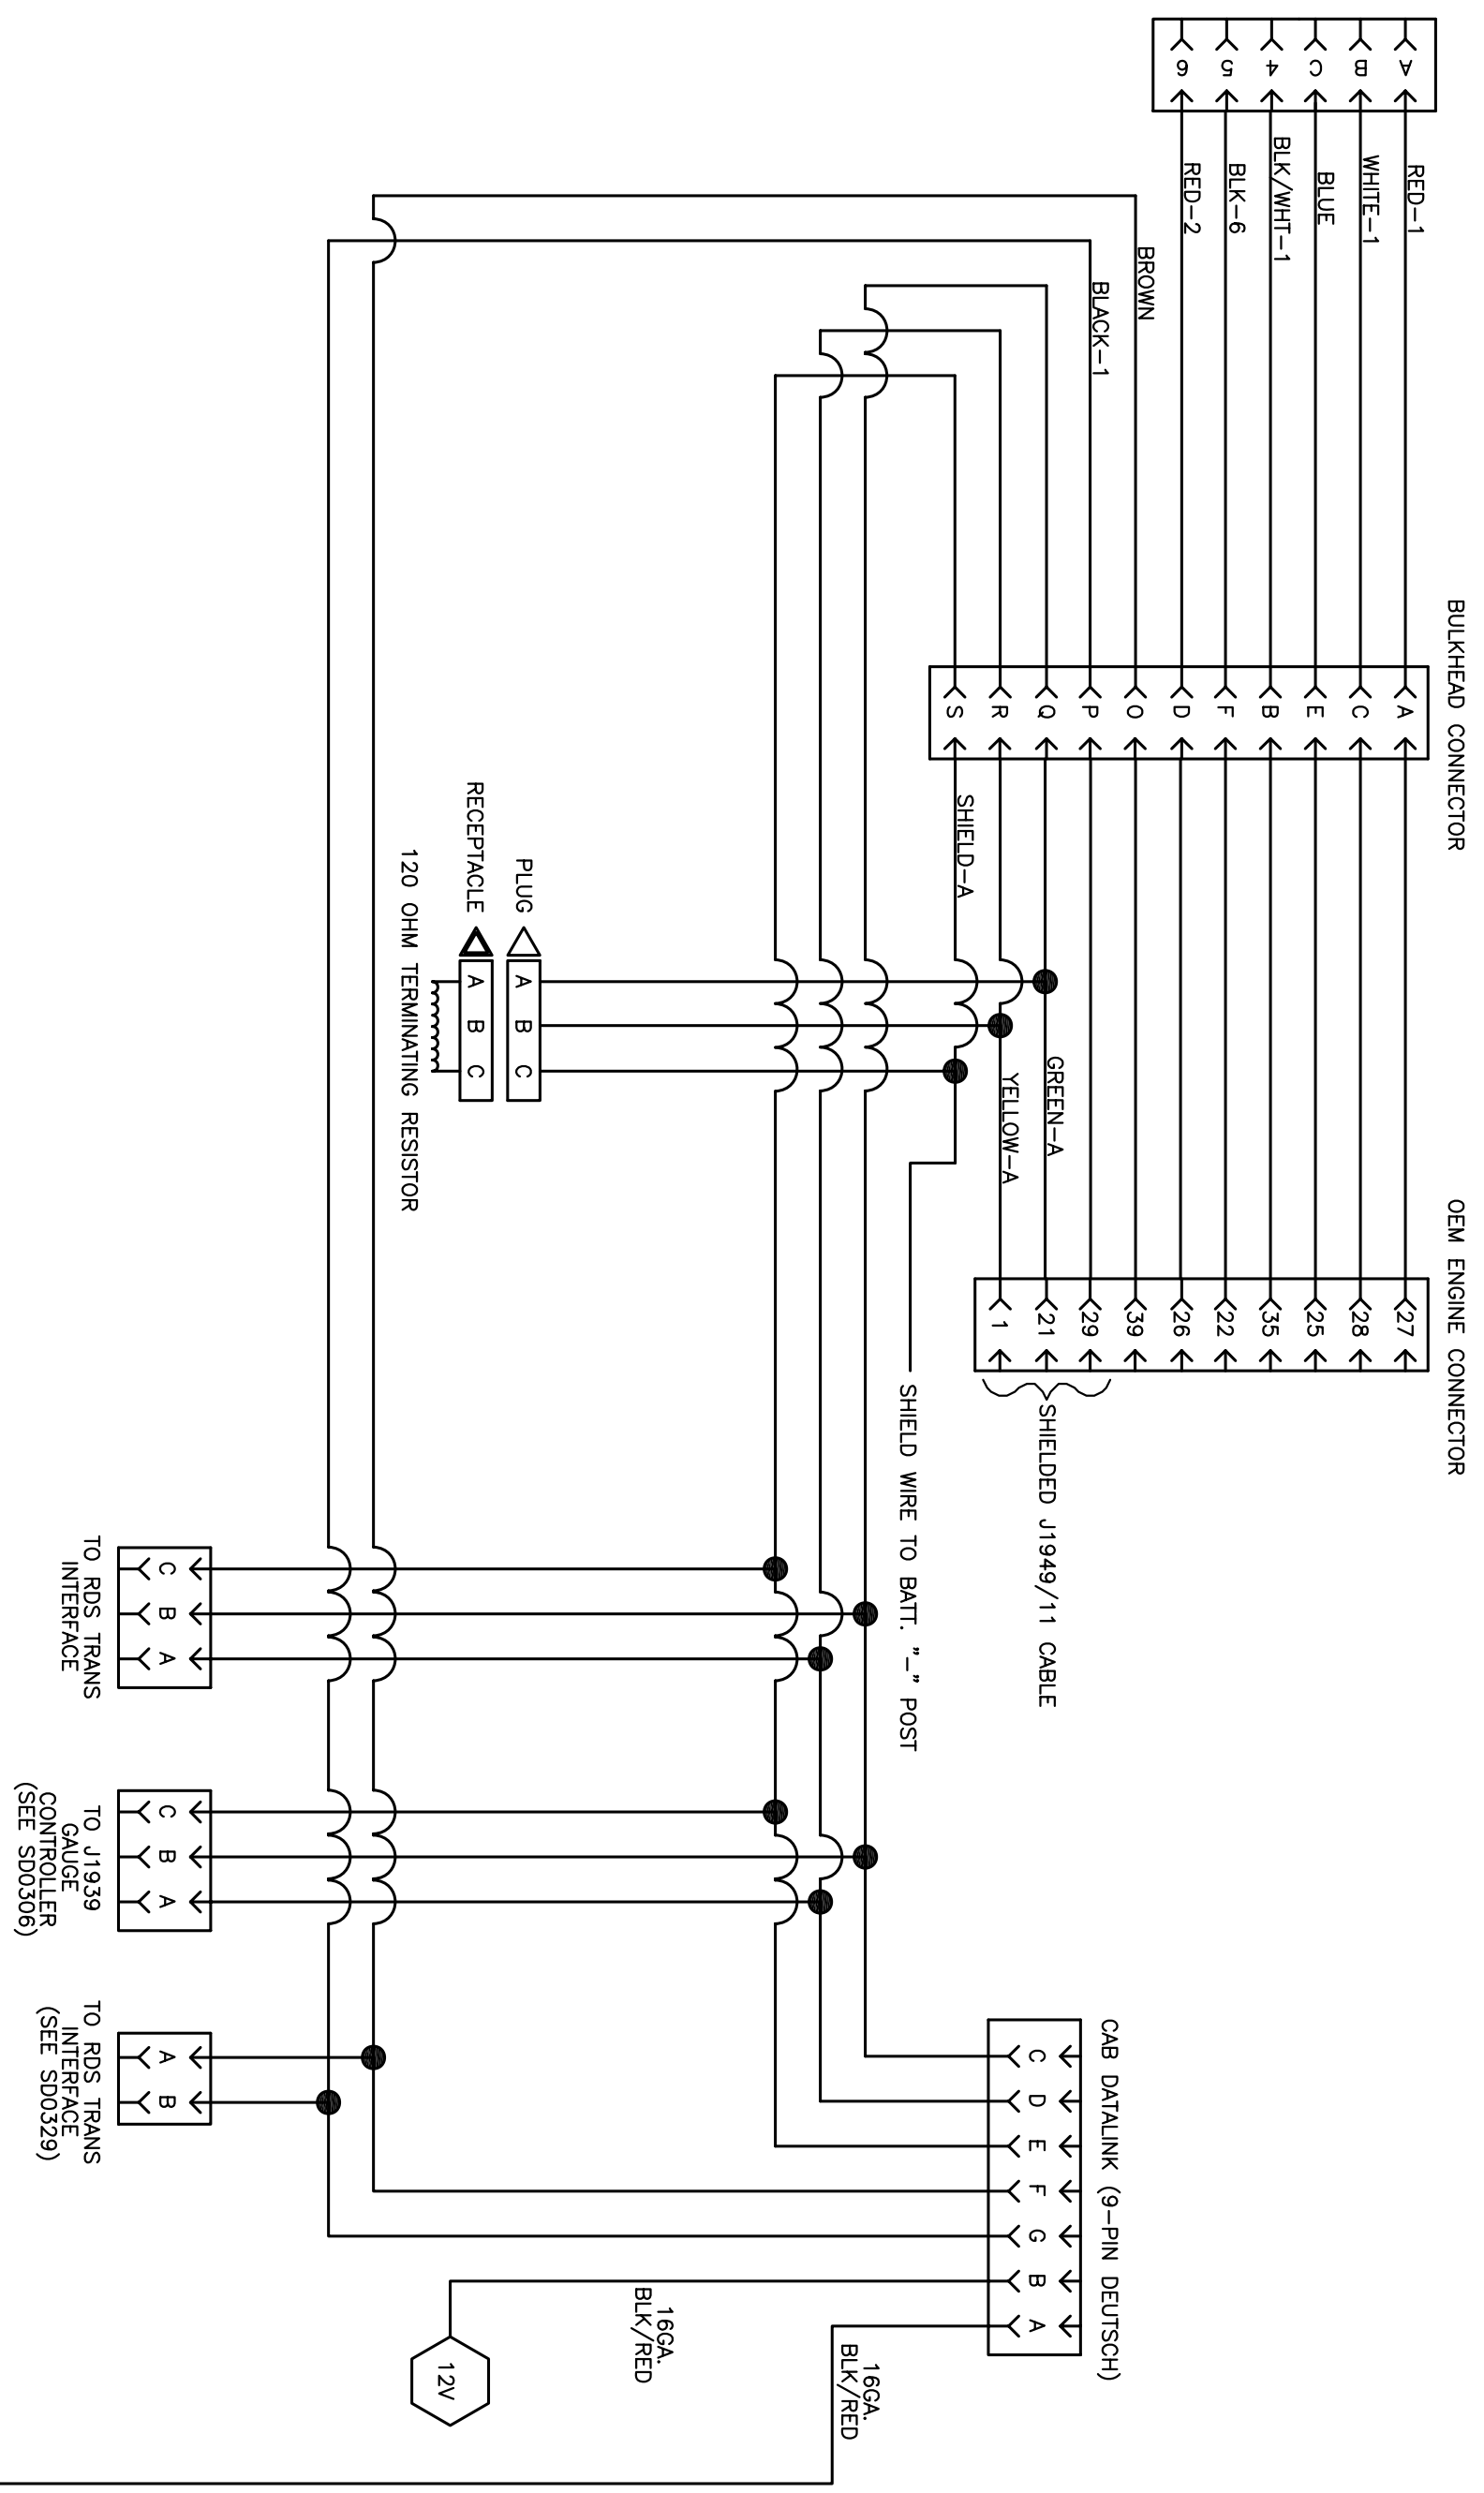 BULKHEAD CONNECTOR
OEM ENGINE CONNECTOR
A RED-1 A 27
B WHITE-1 C 28
C BLUE E 25
4 BLK/WHT-1 B 35
5 BLK-6 F 22
6 RED-2 D 26
BROWN O 39
BLACK-1 P 29
Q GREEN-A 21
R YELLOW-A 1
S SHIELD-A
SHIELDED J1949/11 CABLE
SHIELD WIRE TO BATT. "-" POST
CAB DATALINK (9-PIN DEUTSCH)
C D E F G B A
16GA.
BLK/RED
16GA.
BLK/RED
12V
PLUG A B C
RECEPTACLE A B C
120 OHM TERMINATING RESISTOR
C B A
TO RDS TRANS
INTERFACE
C B A
TO J1939
GAUGE
CONTROLLER
(SEE SD0306)
A B
TO RDS TRANS
INTERFACE
(SEE SD0329)